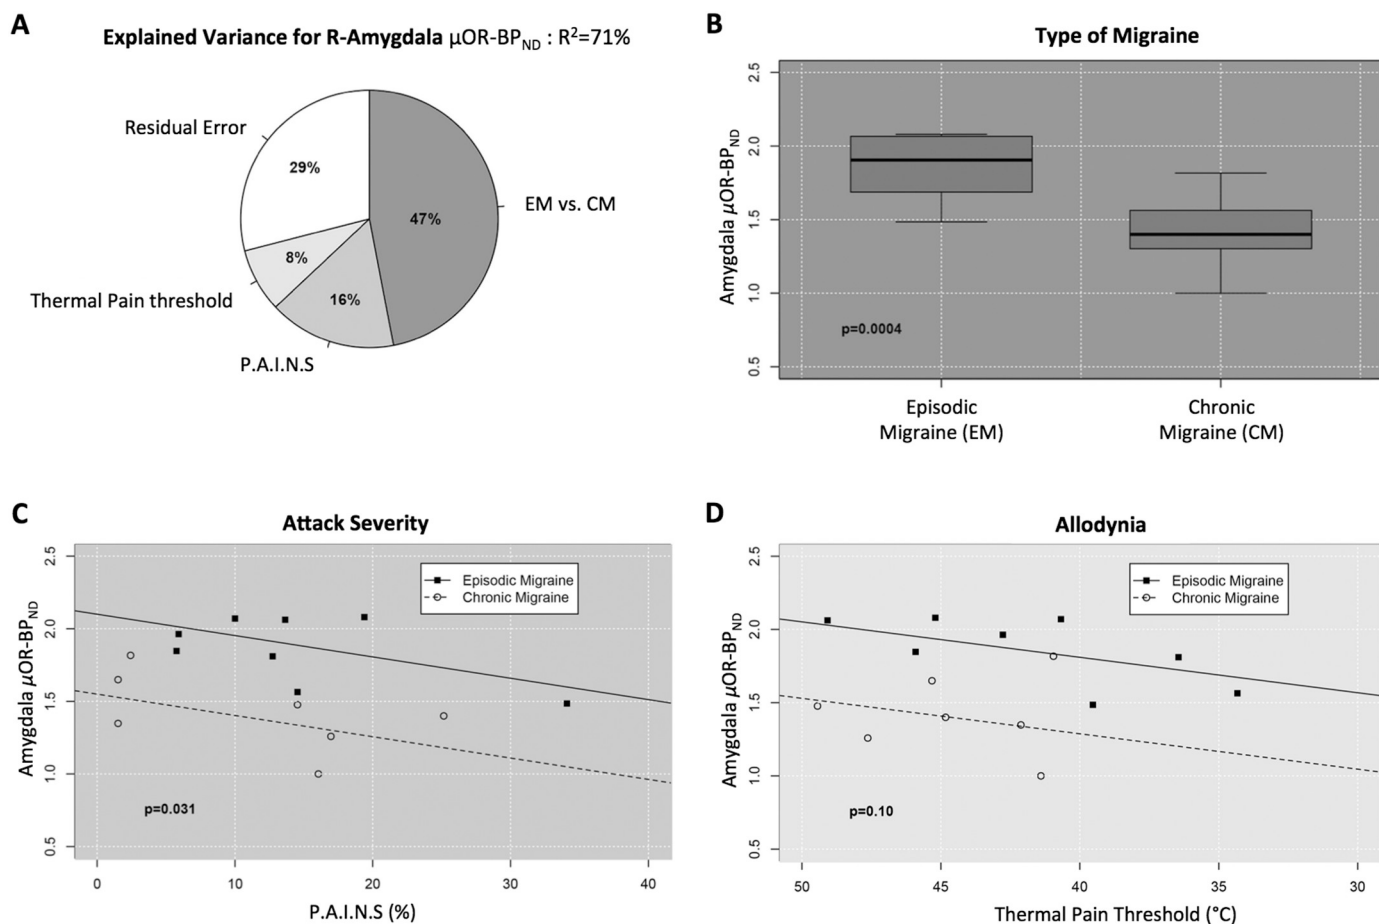 A
Explained Variance for R-Amygdala µOR-BPND : R²=71%
Residual Error
29%
EM vs. CM
47%
8%
Thermal Pain threshold
16%
P.A.I.N.S
B
Type of Migraine
Amygdala µOR-BPND
2.5
2.0
1.5
1.0
0.5
p=0.0004
Episodic
Migraine (EM)
Chronic
Migraine (CM)
C
Attack Severity
Amygdala µOR-BPND
2.5
2.0
1.5
1.0
0.5
Episodic Migraine
Chronic Migraine
p=0.031
0 10 20 30 40
P.A.I.N.S (%)
D
Allodynia
Amygdala µOR-BPND
2.5
2.0
1.5
1.0
0.5
Episodic Migraine
Chronic Migraine
p=0.10
50 45 40 35 30
Thermal Pain Threshold (°C)